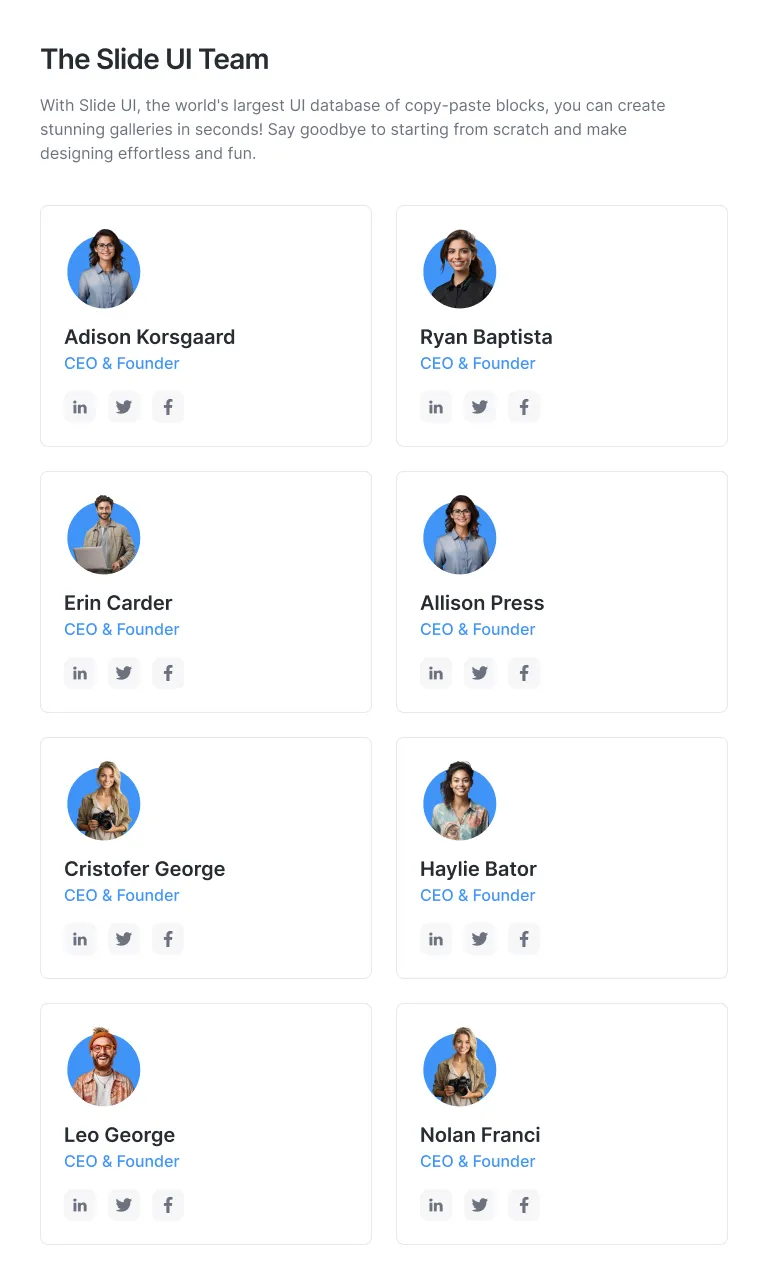 The Slide UI Team
With Slide UI, the world's largest UI database of copy-paste blocks, you can create
stunning galleries in seconds! Say goodbye to starting from scratch and make
designing effortless and fun.
Adison Korsgaard
CEO & Founder
in
Ryan Baptista
CEO & Founder
in
Erin Carder
CEO & Founder
in
Allison Press
CEO & Founder
in
Cristofer George
CEO & Founder
in
Haylie Bator
CEO & Founder
in
Leo George
CEO & Founder
in
Nolan Franci
CEO & Founder
in